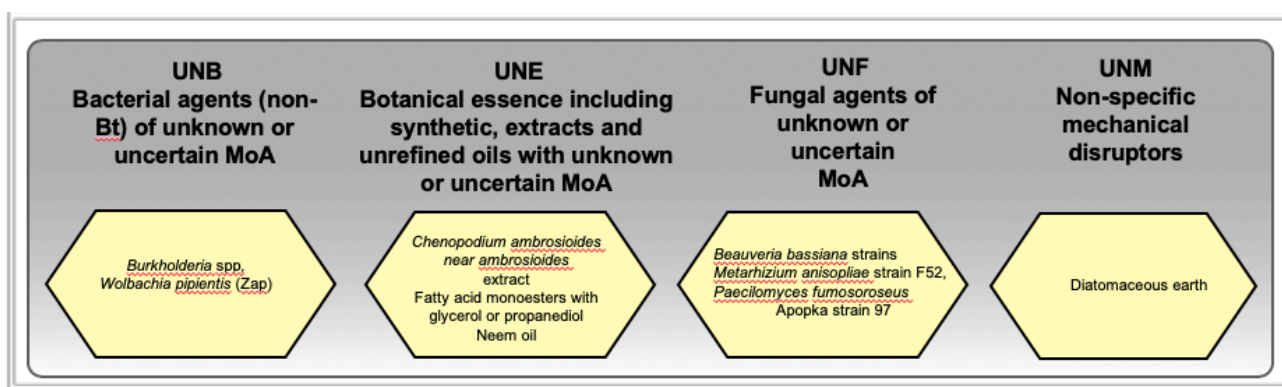 UNB
Bacterial agents (non-
Bt) of unknown or
uncertain MoA
Burkholderia spp,
Wolbachia pipientis (Zap)
UNE
Botanical essence including
synthetic, extracts and
unrefined oils with unknown
or uncertain MoA
Chenopodium ambrosioides
near ambrosioides
extract
Fatty acid monoesters with
glycerol or propanediol
Neem oil
UNF
Fungal agents of
unknown or
uncertain
MoA
Beauveria bassiana strains
Metarhizium anisopliae strain F52,
Paecilomyces fumosoroseus
Apopka strain 97
UNM
Non-specific
mechanical
disruptors
Diatomaceous earth